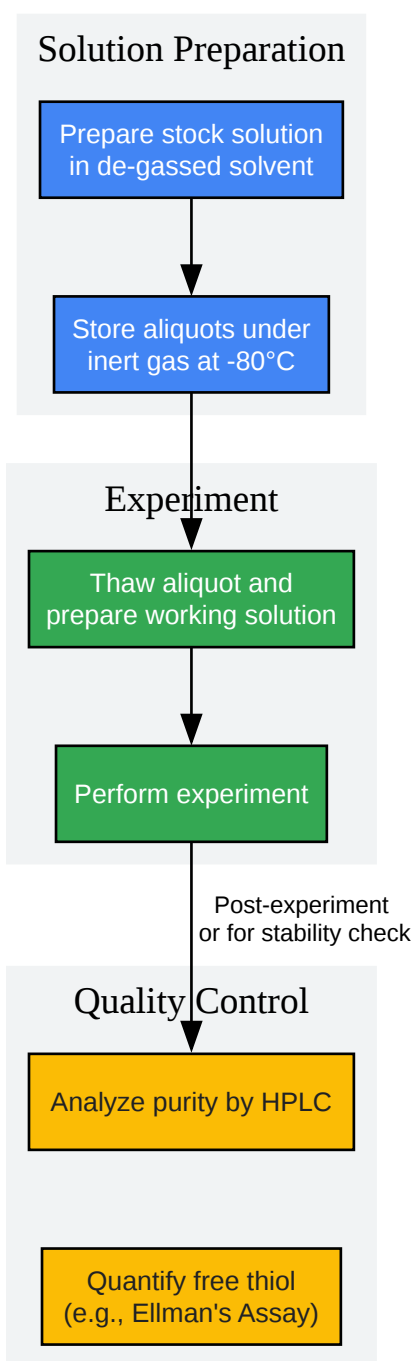 Solution Preparation
Prepare stock solution
in de-gassed solvent
Store aliquots under
inert gas at -80°C
Experiment
Thaw aliquot and
prepare working solution
Perform experiment
Post-experiment
or for stability check
Quality Control
Analyze purity by HPLC
Quantify free thiol
(e.g., Ellman's Assay)